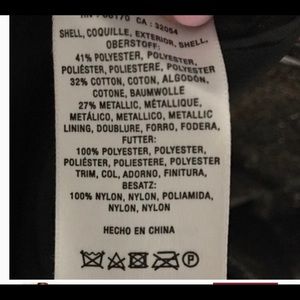 CA : 32054
SHELL, COQUILLE, EXTERIOR, SHELL,
OBERSTOFF:
41% POLYESTER, POLYESTER,
POLIÉSTER, POLIESTERE, POLYESTER
32% COTTON, COTON, ALGODÓN,
COTONE, BAUMWOLLE
27% METALLIC, MÉTALLIQUE,
METÁLICO, METALLICO, METALLIC
LINING, DOUBLURE, FORRO, FODERA,
FUTTER:
100% POLYESTER, POLYESTER,
POLIÉSTER, POLIESTERE, POLYESTER
TRIM, COL, ADORNO, FINITURA,
BESATZ:
100% NYLON, NYLON, POLIAMIDA,
NYLON, NYLON
HECHO EN CHINA
P